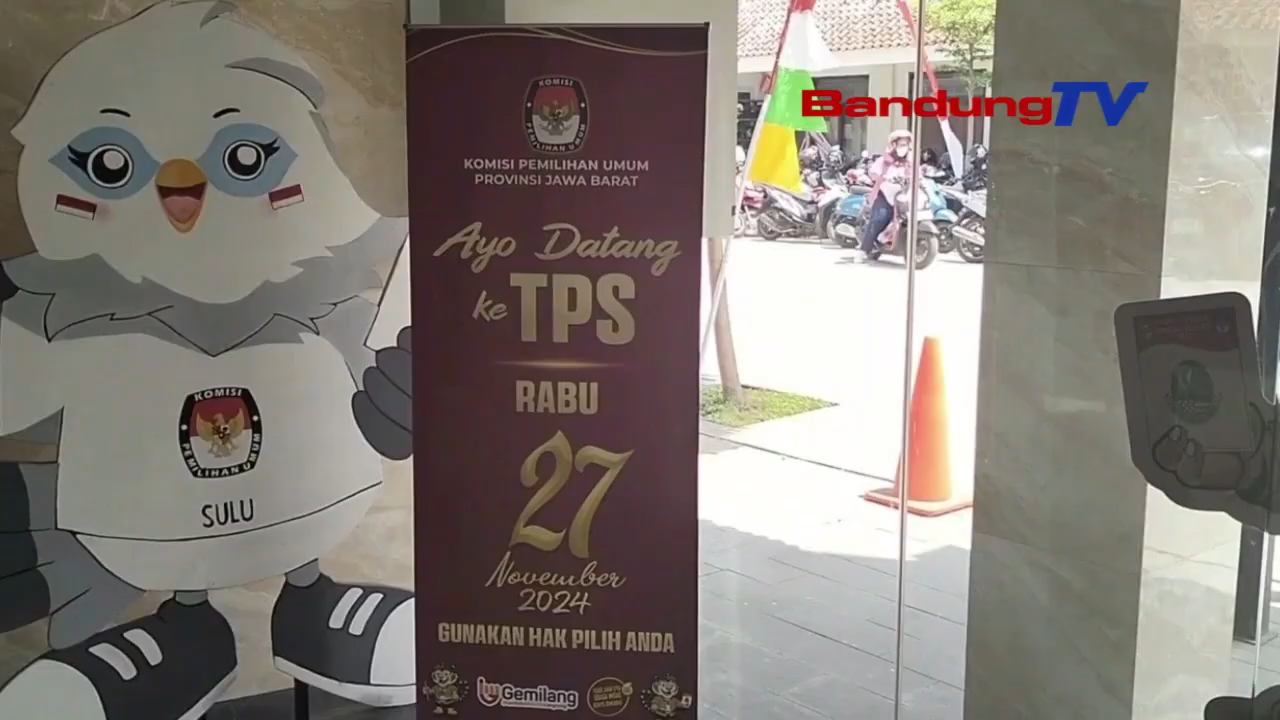 BandungTV
KOMISI
PEMILIHAN UMUM
KOMISI PEMILIHAN UMUM
PROVINSI JAWA BARAT
Ayo Datang
ke TPS
RABU
27
November
2024
GUNAKAN HAK PILIH ANDA
Gemilang
KOMISI
PEMILIHAN UMUM
SULU